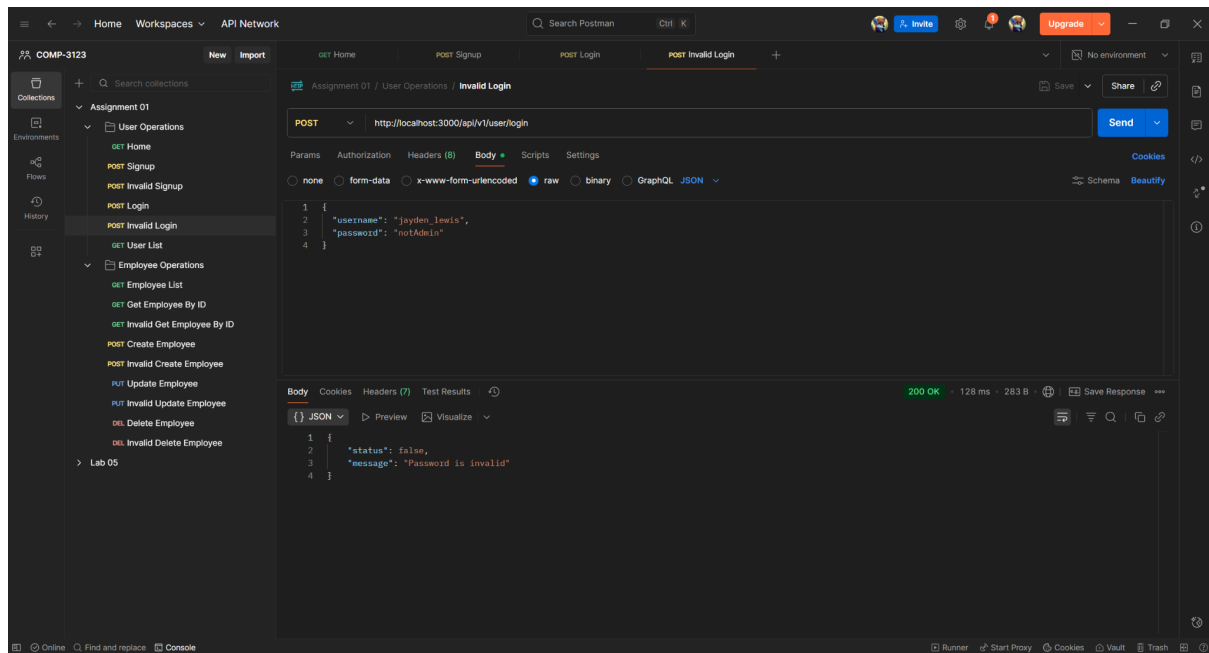 Home Workspaces API Network Search Postman Ctrl K Invite Upgrade
COMP-3123 New Import GET Home POST Signup POST Login POST Invalid Login No environment
Search collections Assignment 01 / User Operations / Invalid Login Save Share
Collections
Environments
Flows
History
Assignment 01
User Operations
GET Home
POST Signup
POST Invalid Signup
POST Login
POST Invalid Login
GET User List
Employee Operations
GET Employee List
GET Get Employee By ID
GET Invalid Get Employee By ID
POST Create Employee
POST Invalid Create Employee
PUT Update Employee
PUT Invalid Update Employee
DEL Delete Employee
DEL Invalid Delete Employee
Lab 05
POST http://localhost:3000/api/v1/user/login Send
Params Authorization Headers (8) Body Scripts Settings Cookies
none form-data x-www-form-urlencoded raw binary GraphQL JSON Schema Beautify
1 {
2 "username": "jayden_lewis",
3 "password": "notAdmin"
4 }
Body Cookies Headers (7) Test Results 200 OK 128 ms 283 B Save Response
{} JSON Preview Visualize
1 {
2 "status": false,
3 "message": "Password is invalid"
4 }
Online Find and replace Console Runner Start Proxy Cookies Vault Trash